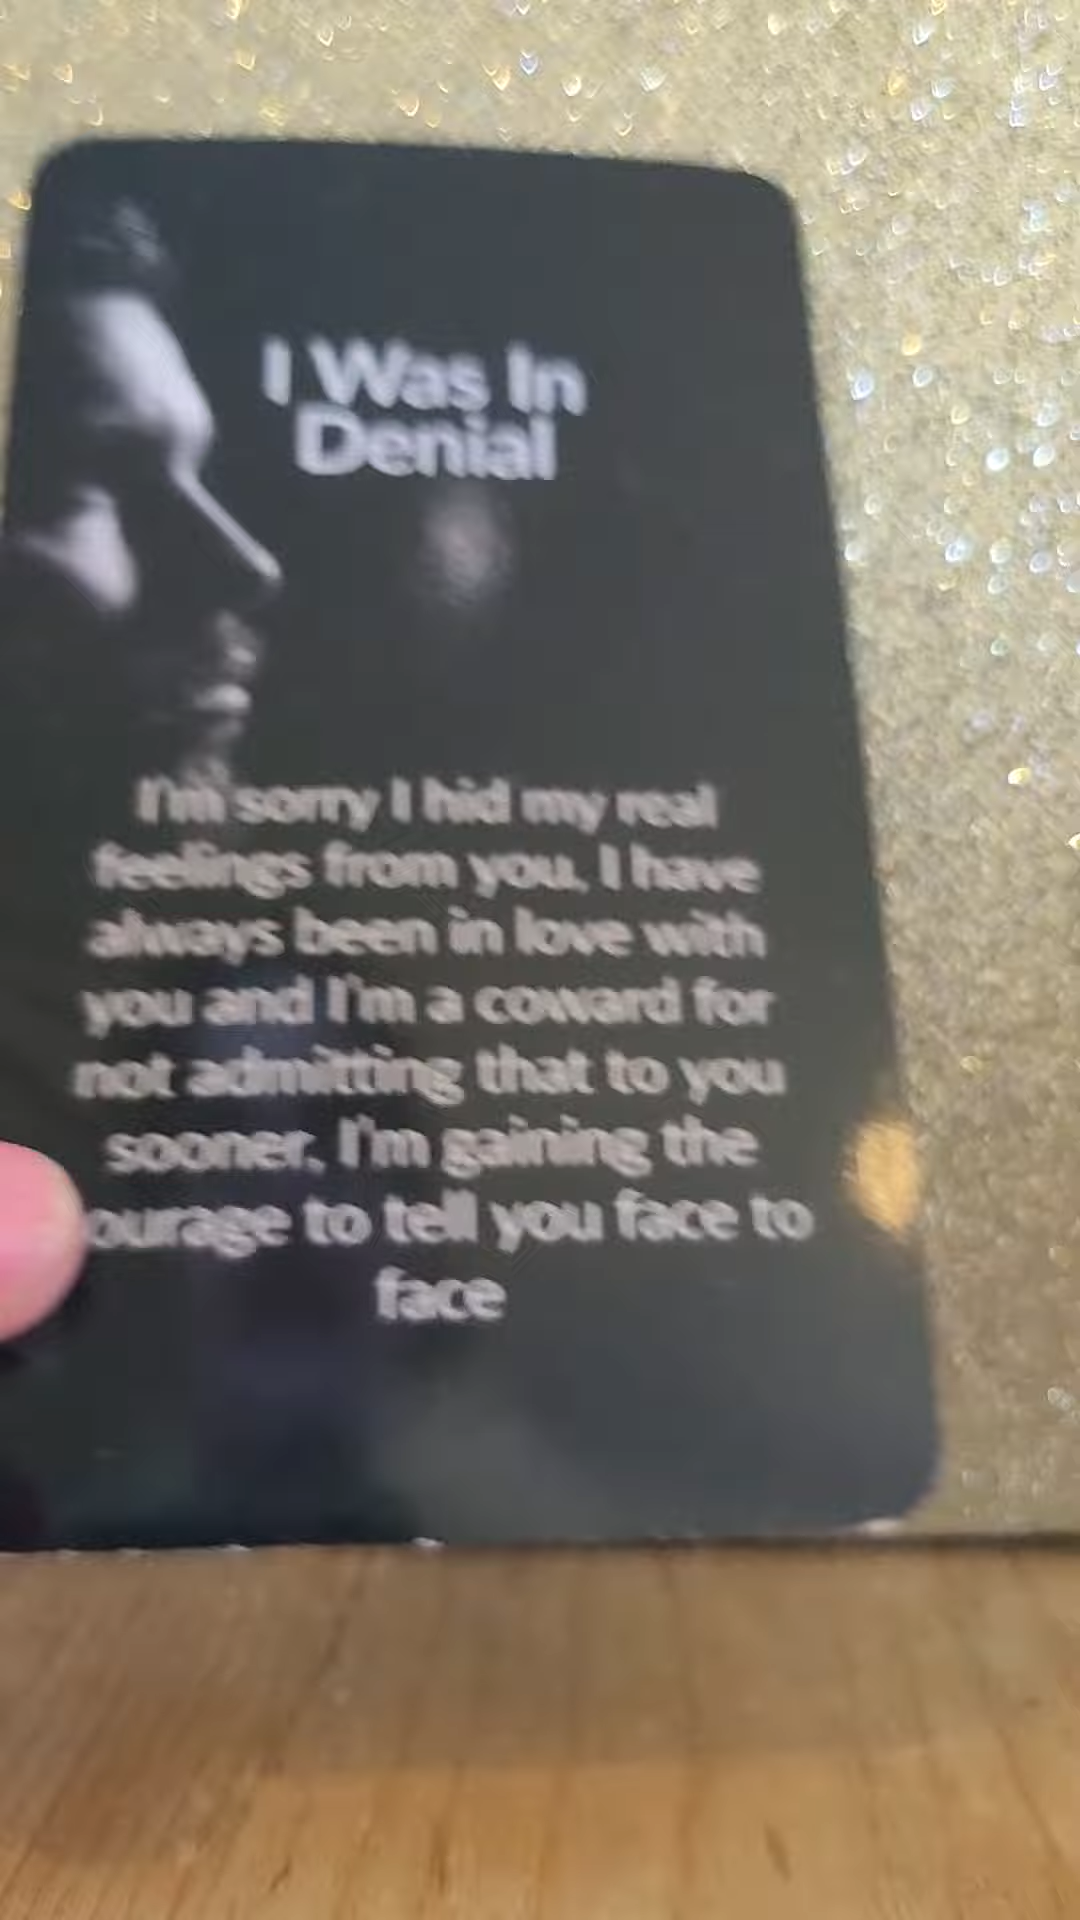 I Was In
Denial
I'm sorry I hid my real
feelings from you. I have
always been in love with
you and I'm a coward for
not admitting that to you
sooner. I'm gaining the
ourage to tell you face to
face